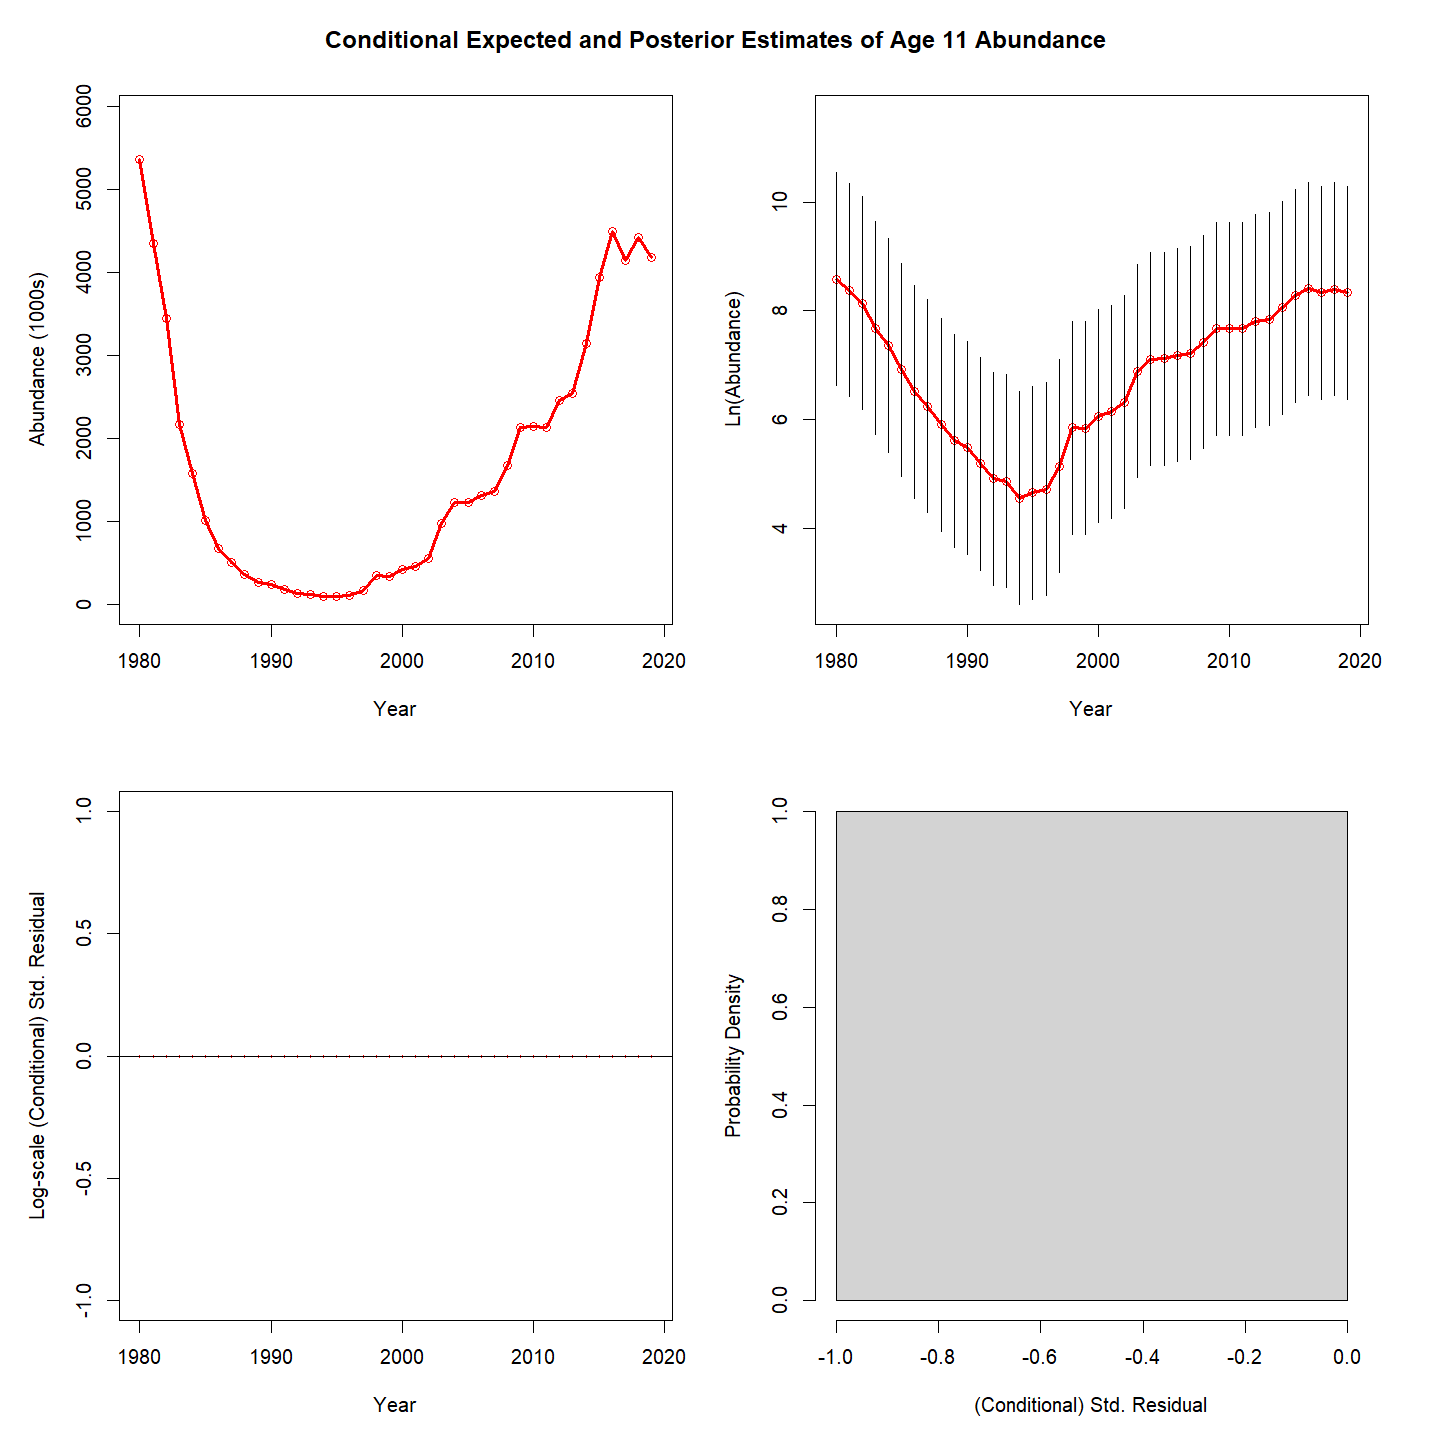 Conditional Expected and Posterior Estimates of Age 11 Abundance
Abundance (1000s)
6000
5000
4000
3000
2000
1000
0
1980 1990 2000 2010 2020
Year
Ln(Abundance)
10
8
6
4
1980 1990 2000 2010 2020
Year
Log-scale (Conditional) Std. Residual
1.0
0.5
0.0
-0.5
-1.0
1980 1990 2000 2010 2020
Year
Probability Density
1.0
0.8
0.6
0.4
0.2
0.0
-1.0 -0.8 -0.6 -0.4 -0.2 0.0
(Conditional) Std. Residual